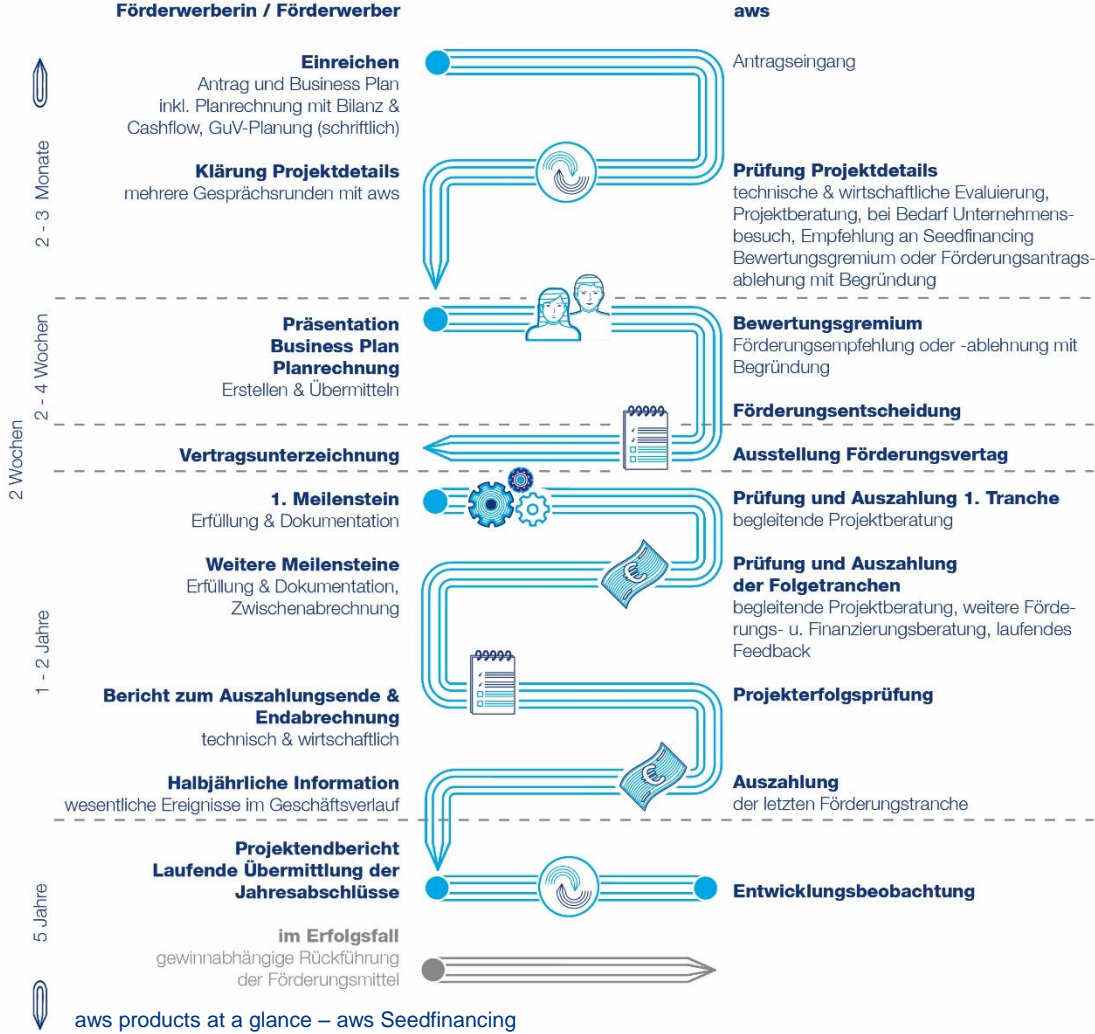 Förderwerberin / Förderwerber
aws
Einreichen
Antrag und Business Plan
inkl. Planrechnung mit Bilanz &
Cashflow, GuV-Planung (schriftlich)
Antragseingang
2 - 3 Monate
Klärung Projektdetails
mehrere Gesprächsrunden mit aws
Prüfung Projektdetails
technische & wirtschaftliche Evaluierung,
Projektberatung, bei Bedarf Unternehmens-
besuch, Empfehlung an Seedfinancing
Bewertungsgremium oder Förderungsantrags-
ablehung mit Begründung
2 - 4 Wochen
Präsentation
Business Plan
Planrechnung
Erstellen & Übermitteln
Bewertungsgremium
Förderungsempfehlung oder -ablehnung mit
Begründung
Förderungsentscheidung
2 Wochen
Vertragsunterzeichnung
Ausstellung Förderungsvertag
1 - 2 Jahre
1. Meilenstein
Erfüllung & Dokumentation
Prüfung und Auszahlung 1. Tranche
begleitende Projektberatung
Weitere Meilensteine
Erfüllung & Dokumentation,
Zwischenabrechnung
Prüfung und Auszahlung
der Folgetranchen
begleitende Projektberatung, weitere Förde-
rungs- u. Finanzierungsberatung, laufendes
Feedback
€
Bericht zum Auszahlungsende &
Endabrechnung
technisch & wirtschaftlich
Projekterfolgsprüfung
Halbjährliche Information
wesentliche Ereignisse im Geschäftsverlauf
€
Auszahlung
der letzten Förderungstranche
5 Jahre
Projektendbericht
Laufende Übermittlung der
Jahresabschlüsse
Entwicklungsbeobachtung
im Erfolgsfall
gewinnabhängige Rückführung
der Förderungsmittel
aws products at a glance – aws Seedfinancing